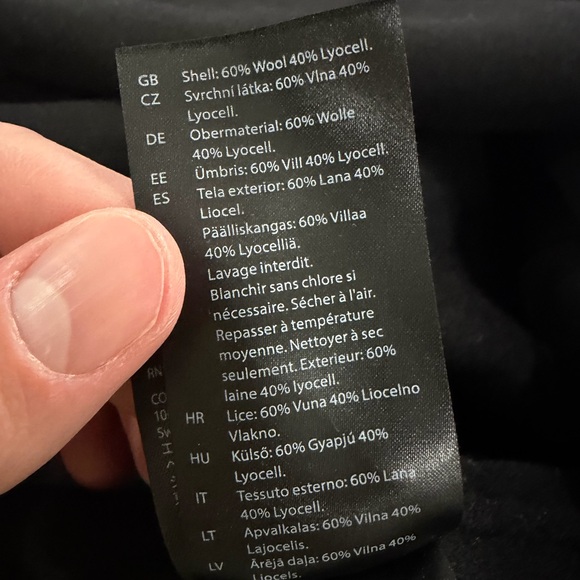 GB Shell: 60% Wool 40% Lyocell.
CZ Svrchní látka: 60% Vlna 40%
Lyocell.
DE Obermaterial: 60% Wolle
40% Lyocell.
EE Ümbris: 60% Vill 40% Lyocell.
ES Tela exterior: 60% Lana 40%
Liocel.
Päälliskangas: 60% Villaa
40% Lyocelliä.
Lavage interdit.
Blanchir sans chlore si
nécessaire. Sécher à l'air.
Repasser à température
moyenne. Nettoyer à sec
seulement. Exterieur: 60%
laine 40% lyocell.
HR Lice: 60% Vuna 40% Liocelno
Vlakno.
HU Külső: 60% Gyapjú 40%
Lyocell.
IT Tessuto esterno: 60% Lana
40% Lyocell.
LT Apvalkalas: 60% Vilna 40%
Lajocelis.
LV Ārējā daļa: 60% Vilna 40%
Liocels.
RN
CO
10